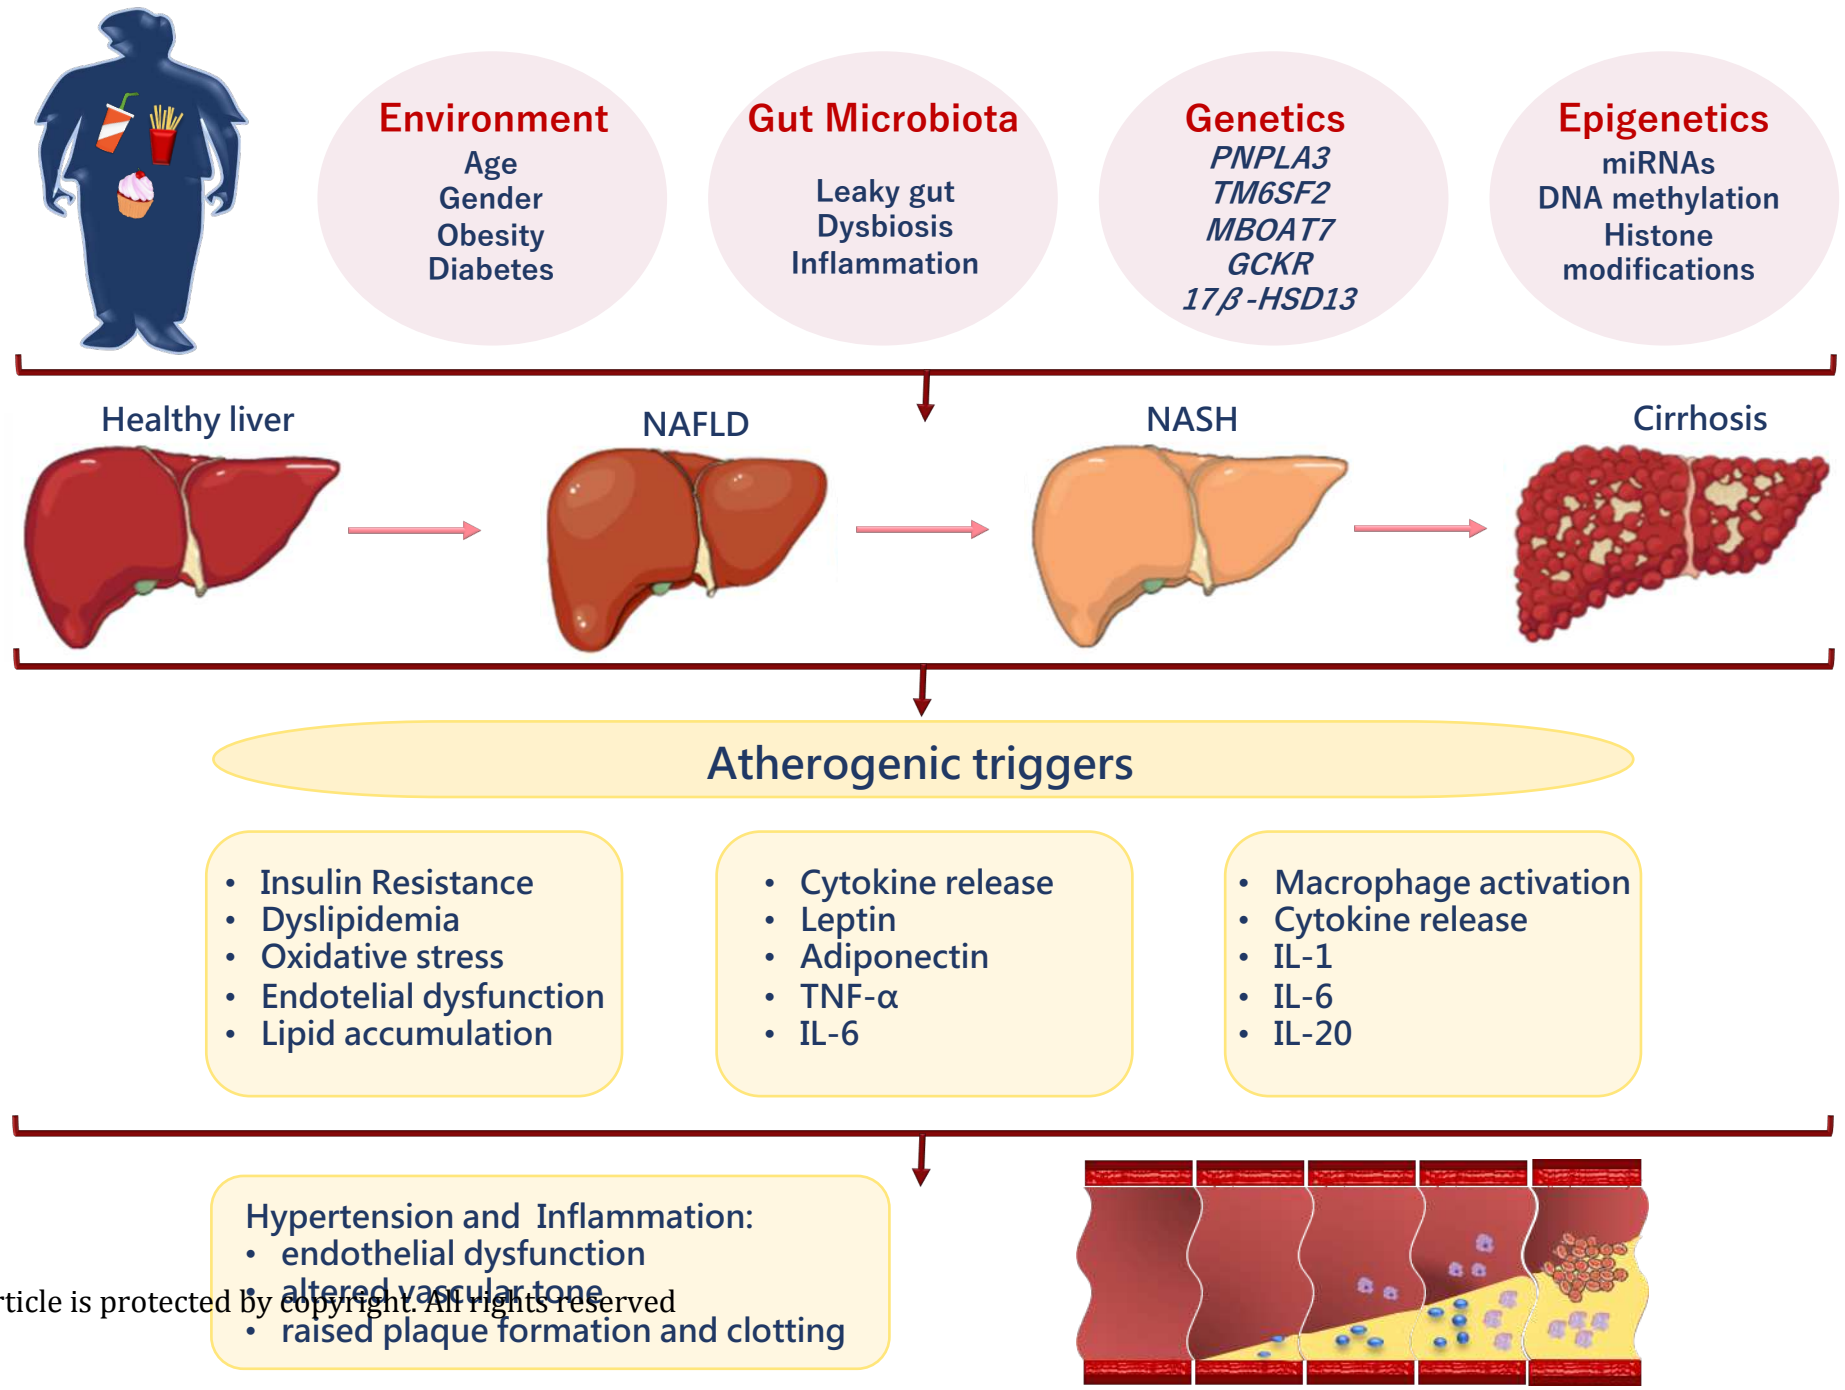 Environment
Age
Gender
Obesity
Diabetes
Gut Microbiota
Leaky gut
Dysbiosis
Inflammation
Genetics
PNPLA3
TM6SF2
MBOAT7
GCKR
17β-HSD13
Epigenetics
miRNAs
DNA methylation
Histone
modifications
Healthy liver
NAFLD
NASH
Cirrhosis
Atherogenic triggers
• Insulin Resistance
• Dyslipidemia
• Oxidative stress
• Endotelial dysfunction
• Lipid accumulation
• Cytokine release
• Leptin
• Adiponectin
• TNF-α
• IL-6
• Macrophage activation
• Cytokine release
• IL-1
• IL-6
• IL-20
Hypertension and Inflammation:
• endothelial dysfunction
• altered vascular tone
• raised plaque formation and clotting
rticle is protected by copyright. All rights reserved